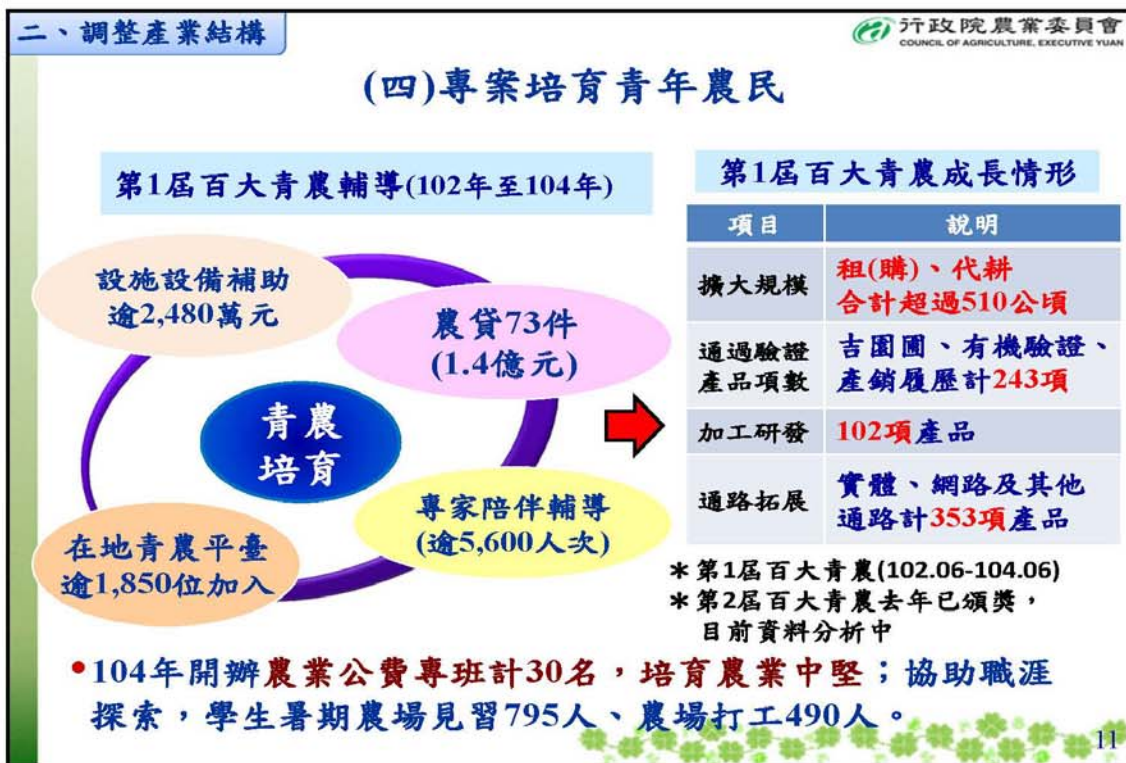 二、調整產業結構
行政院農業委員會
COUNCIL OF AGRICULTURE, EXECUTIVE YUAN
(四)專案培育青年農民
第1屆百大青農輔導(102年至104年)
設施設備補助
逾2,480萬元
農貸73件
(1.4億元)
青農
培育
在地青農平臺
逾1,850位加入
專家陪伴輔導
(逾5,600人次)
第1屆百大青農成長情形
項目 說明
擴大規模
租(購)、代耕
合計超過510公頃
通過驗證
產品項數
吉園圃、有機驗證、
產銷履歷計243項
加工研發 102項產品
通路拓展
實體、網路及其他
通路計353項產品
＊第1屆百大青農(102.06-104.06)
＊第2屆百大青農去年已頒獎，
目前資料分析中
•104年開辦農業公費專班計30名，培育農業中堅；協助職涯
探索，學生暑期農場見習795人、農場打工490人。
11